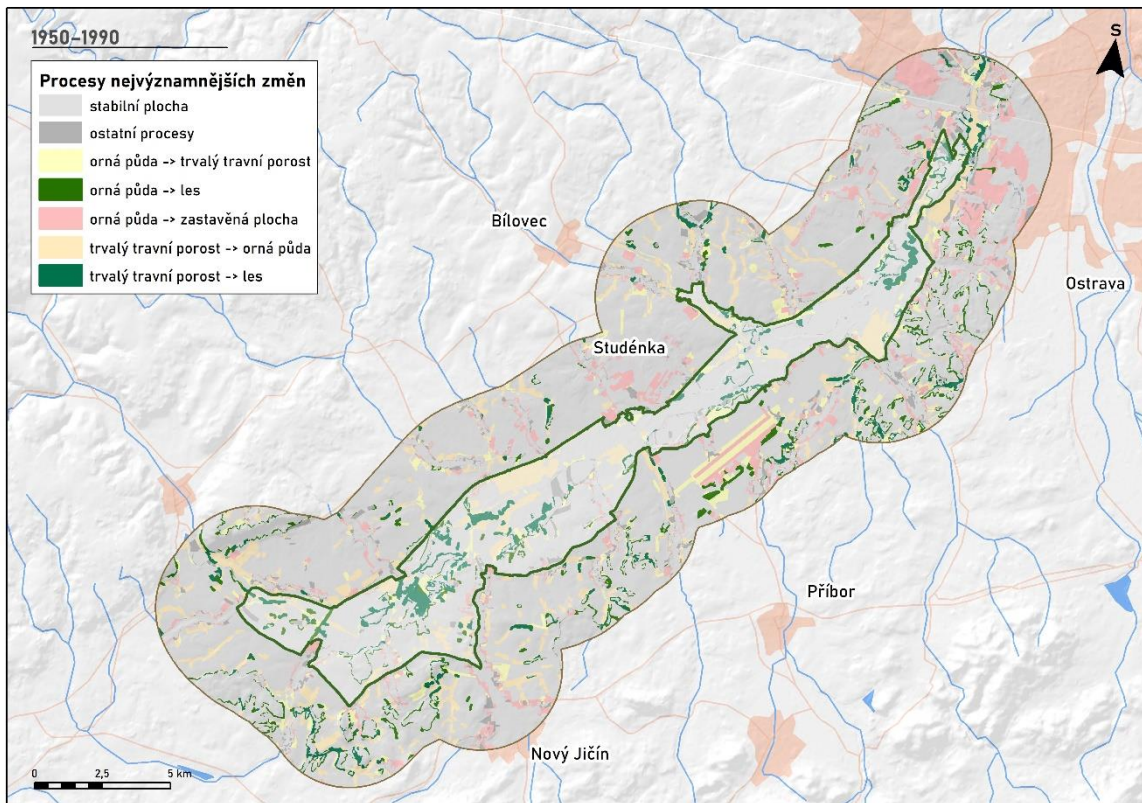 1950–1990
S
Procesy nejvýznamnějších změn
stabilní plocha
ostatní procesy
orná půda -> trvalý travní porost
orná půda -> les
orná půda -> zastavěná plocha
trvalý travní porost -> orná půda
trvalý travní porost -> les
Bílovec
Ostrava
Studénka
Příbor
Nový Jičín
0 2,5 5 km